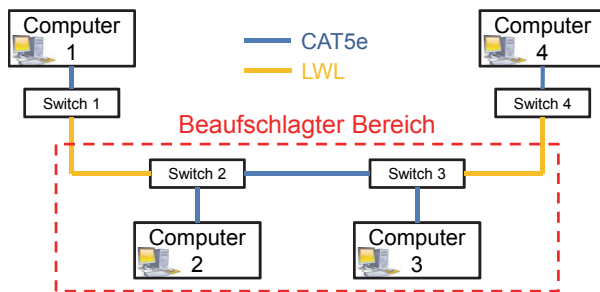 Computer
1
Switch 1
CAT5e
LWL
Computer
4
Switch 4
Beaufschlagter Bereich
Switch 2
Switch 3
Computer
2
Computer
3